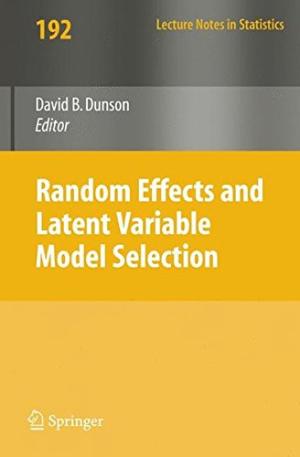 192
Lecture Notes in Statistics
David B. Dunson
Editor
Random Effects and
Latent Variable
Model Selection
Springer